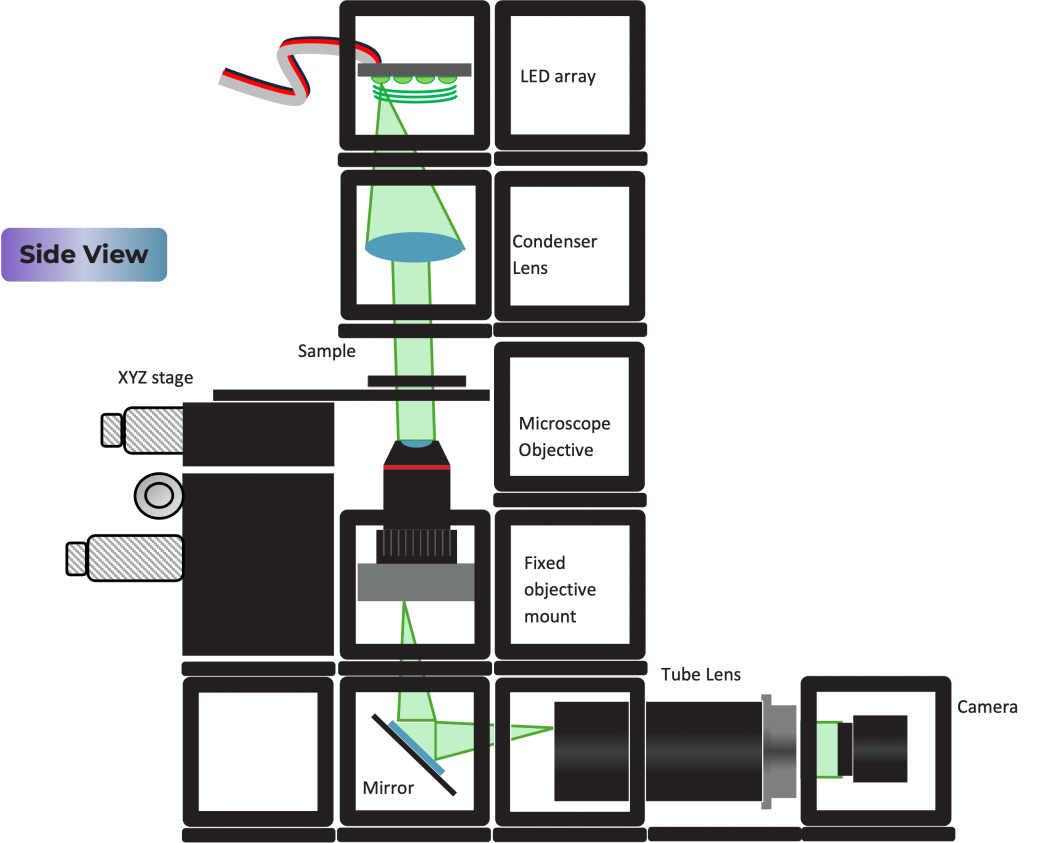 LED array
Side View
Condenser
Lens
Sample
XYZ stage
Microscope
Objective
Fixed
objective
mount
Tube Lens
Camera
Mirror